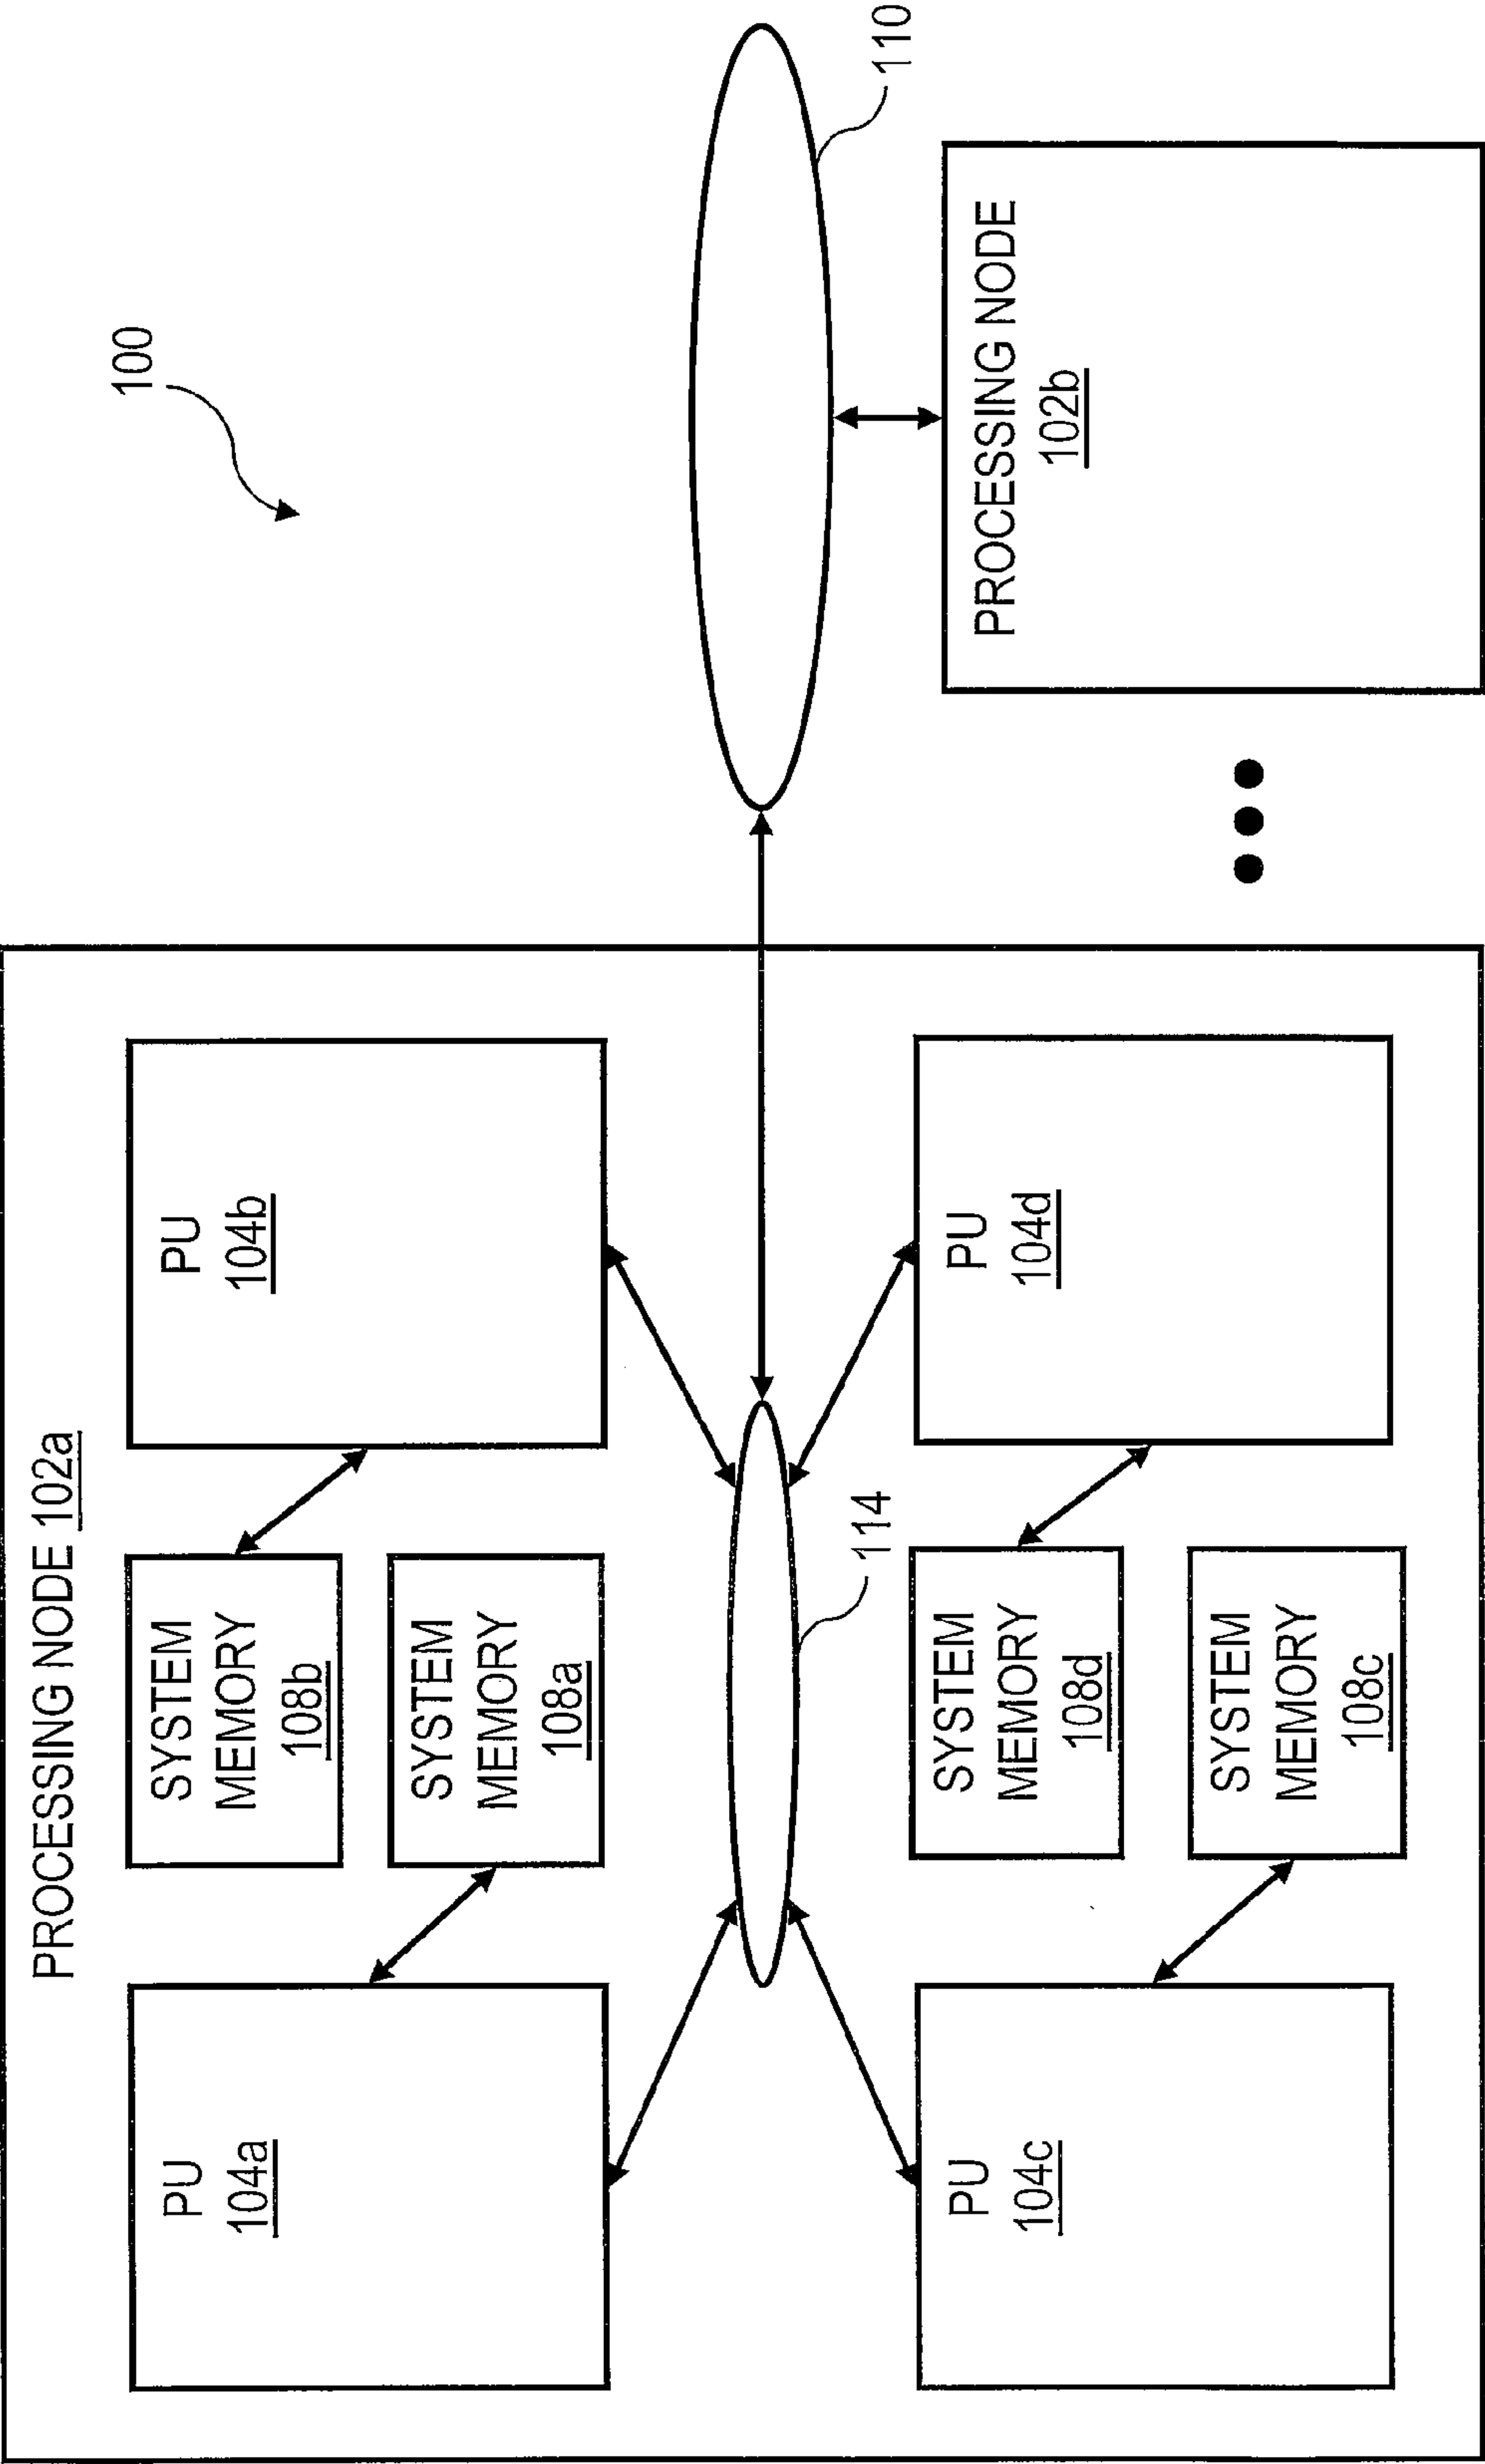 100
PROCESSING NODE 102a
PU
104a
SYSTEM
MEMORY
108b
SYSTEM
MEMORY
108a
PU
104b
114
110
PU
104c
SYSTEM
MEMORY
108d
SYSTEM
MEMORY
108c
PU
104d
PROCESSING NODE
102b